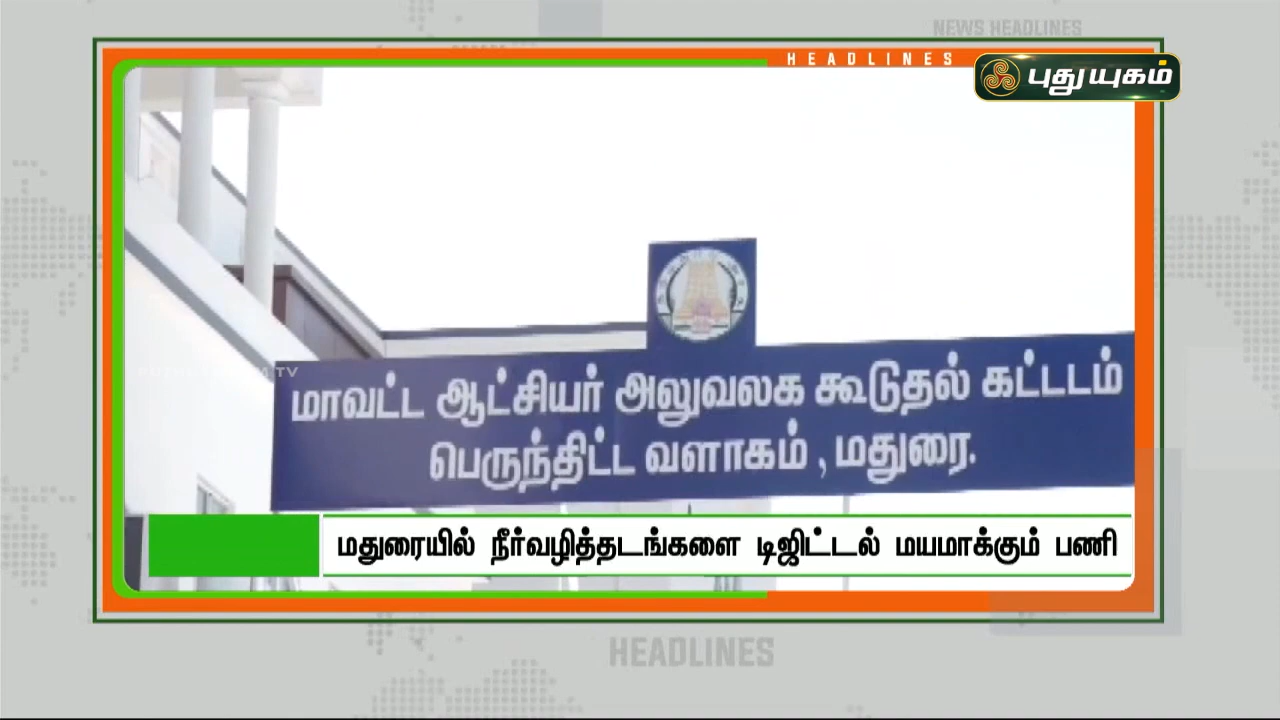 NEWS HEADLINES
HEADLINES
புதுயுகம்
மாவட்ட ஆட்சியர் அலுவலக கூடுதல் கட்டடம்
பெருந்திட்ட வளாகம் , மதுரை.
மதுரையில் நீர்வழித்தடங்களை டிஜிட்டல் மயமாக்கும் பணி
HEADLINES